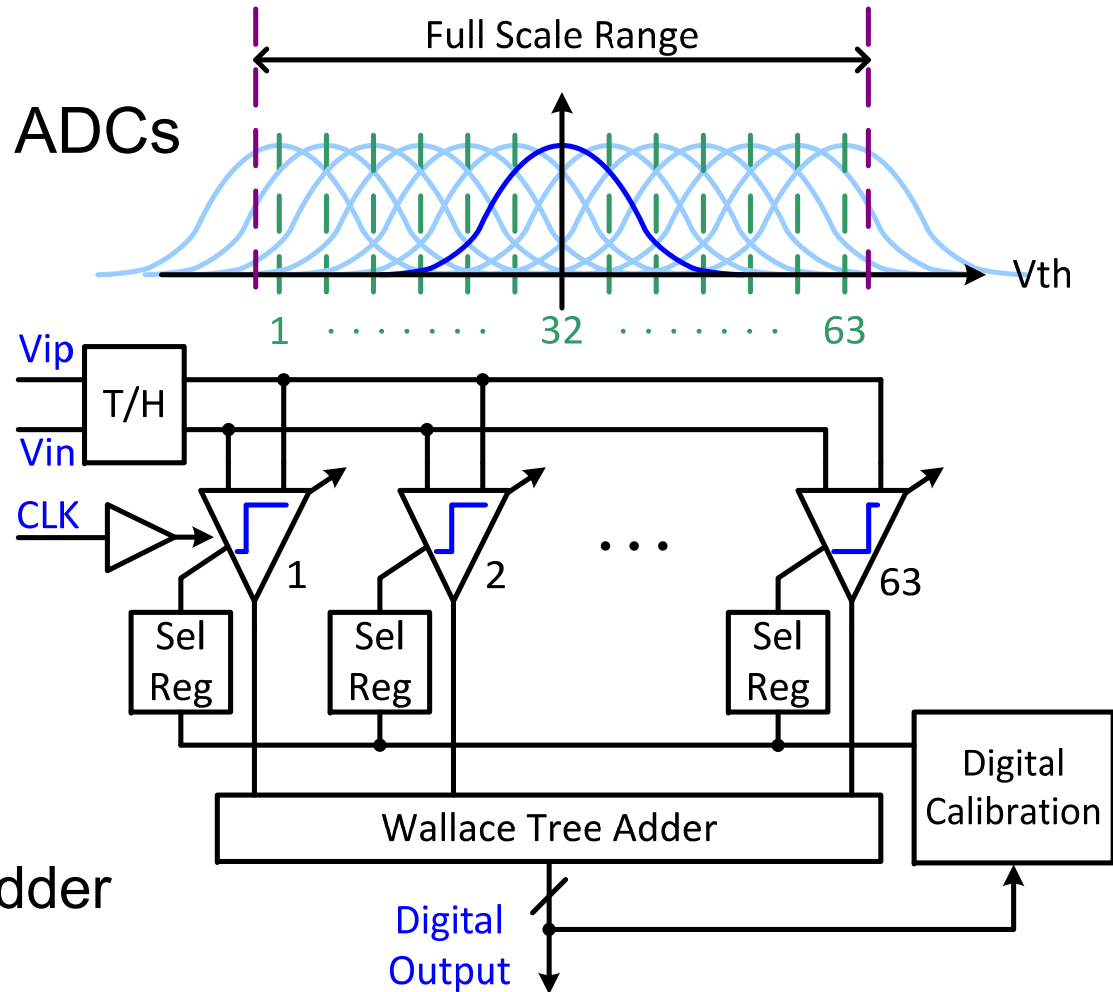 Full Scale Range
ADCs
Vth
1 . . . . . . . 32 . . . . . . . 63
Vip
T/H
Vin
CLK
1
2
. . .
63
Sel
Reg
Sel
Reg
Sel
Reg
Digital
Calibration
Wallace Tree Adder
dder
Digital
Output